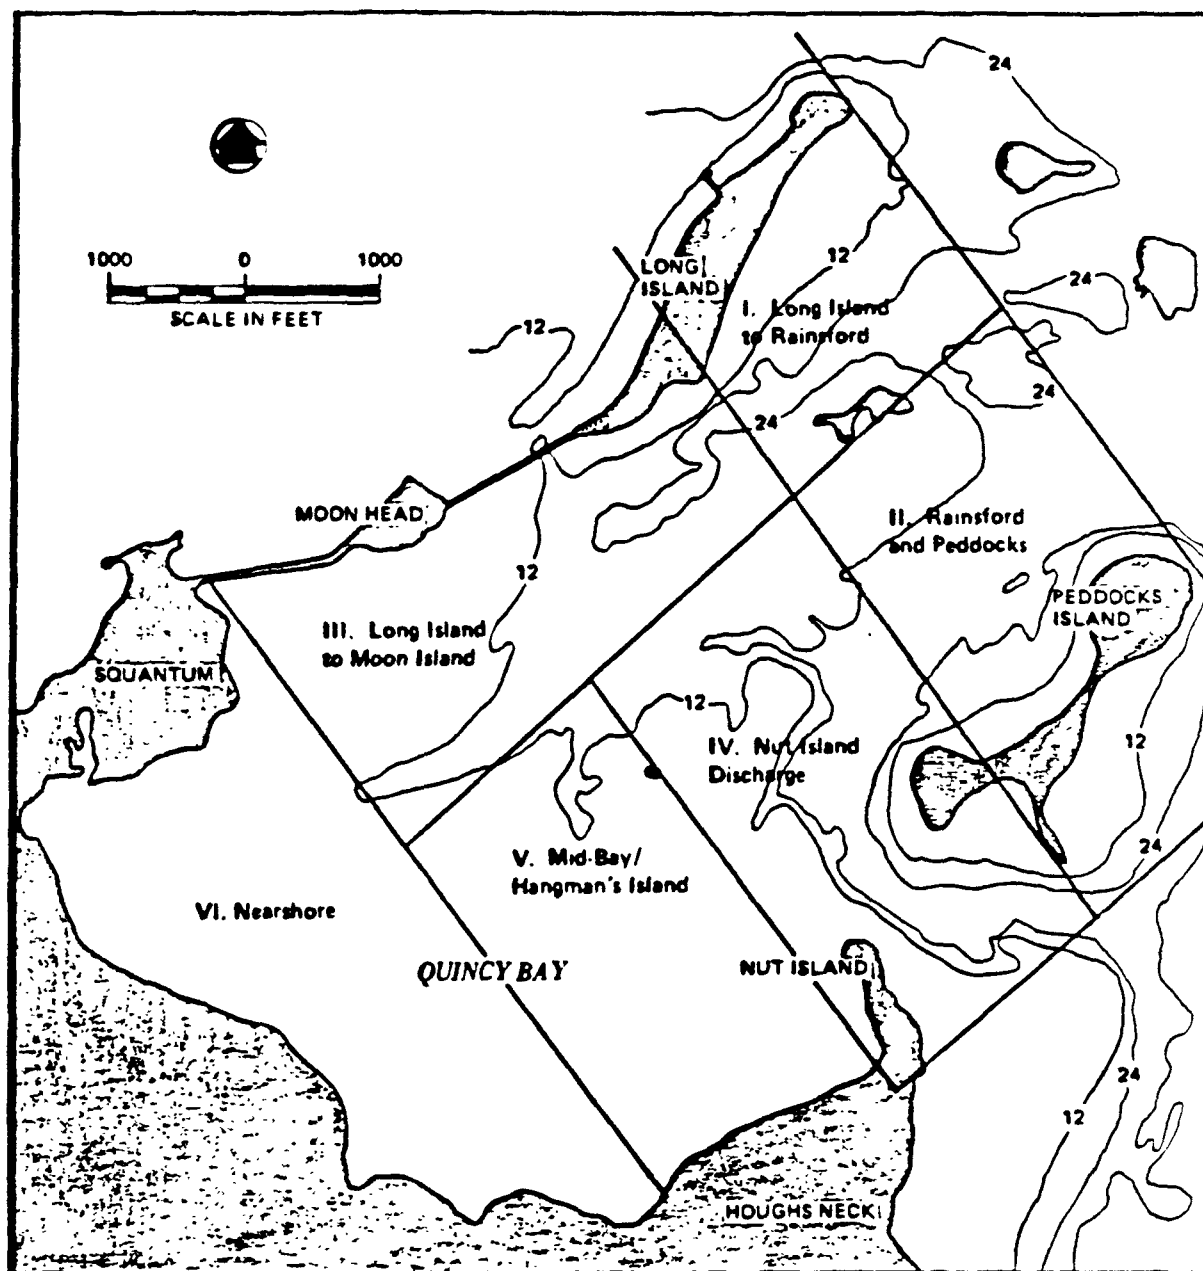 24
1000 0 1000
SCALE IN FEET
LONG
ISLAND
12
24
I. Long Island
to Rainsford
12
24
24
MOON HEAD
II. Rainsford
and Peddocks
12
PEDDOCKS
ISLAND
III. Long Island
to Moon Island
SQUANTUM
12
IV. Nut Island
Discharge
12
24
V. Mid-Bay/
Hangman's Island
VI. Nearshore
QUINCY BAY
NUT ISLAND
24
12
HOUGHS NECK